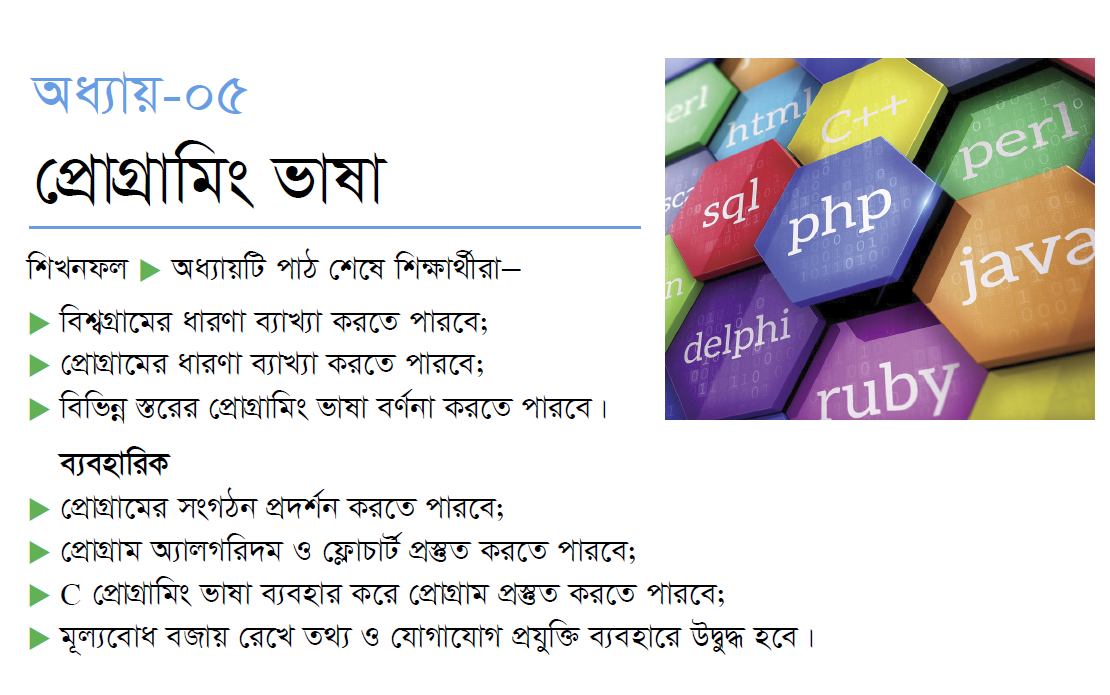 অধ্যায়-০৫
প্রোগ্রামিং ভাষা
শিখনফল ▶ অধ্যায়টি পাঠ শেষে শিক্ষার্থীরা–
▶ বিশ্বগ্রামের ধারণা ব্যাখ্যা করতে পারবে;
▶ প্রোগ্রামের ধারণা ব্যাখ্যা করতে পারবে;
▶ বিভিন্ন স্তরের প্রোগ্রামিং ভাষা বর্ণনা করতে পারবে।
ব্যবহারিক
▶ প্রোগ্রামের সংগঠন প্রদর্শন করতে পারবে;
▶ প্রোগ্রাম অ্যালগরিদম ও ফ্লোচার্ট প্রস্তুত করতে পারবে;
▶ C প্রোগ্রামিং ভাষা ব্যবহার করে প্রোগ্রাম প্রস্তুত করতে পারবে;
▶ মূল্যবোধ বজায় রেখে তথ্য ও যোগাযোগ প্রযুক্তি ব্যবহারে উদ্বুদ্ধ হবে।
erl
html
C++
perl
sql
php
java
delphi
ruby